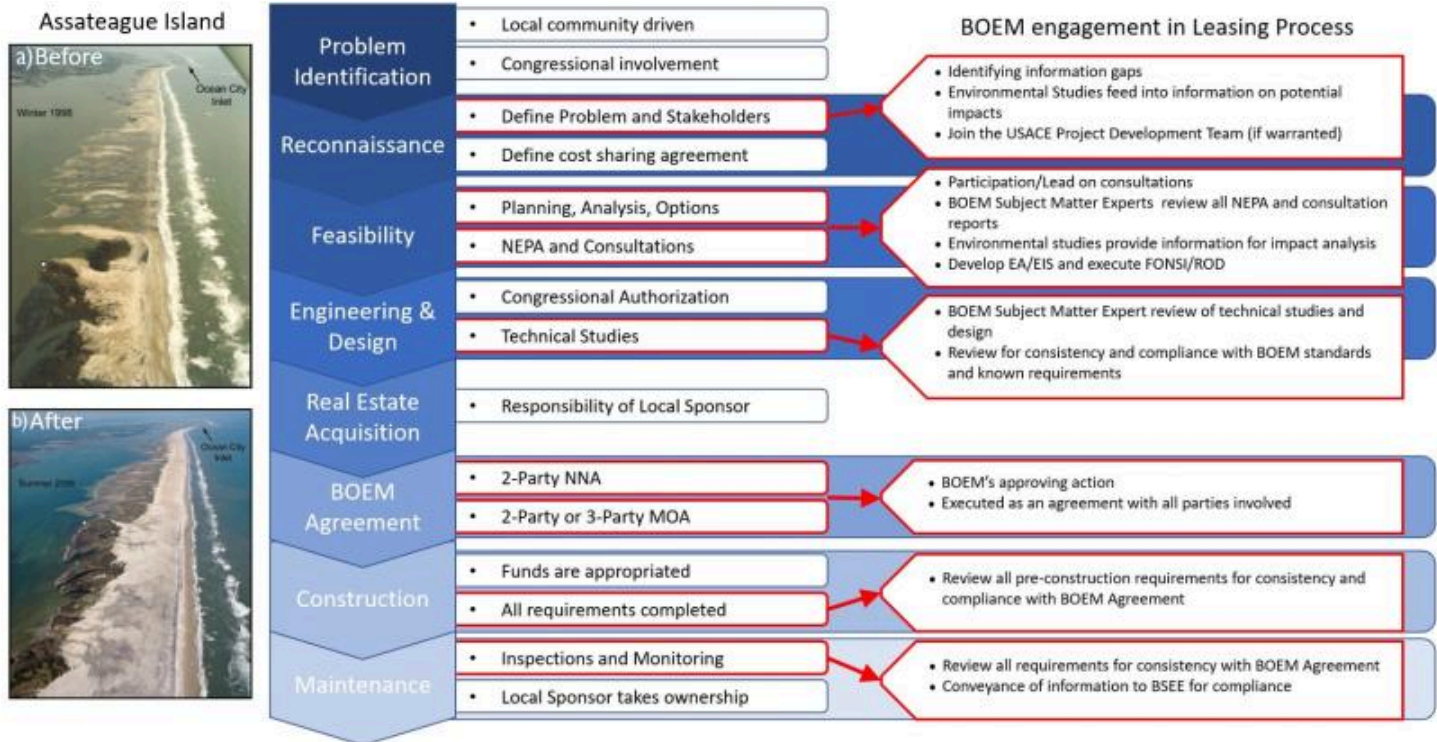 Assateague Island
a)Before
Ocean City
Inlet
Winter 1998
b)After
Ocean City
Inlet
Problem
Identification
• Local community driven
• Congressional involvement
Reconnaissance
• Define Problem and Stakeholders
• Define cost sharing agreement
Feasibility
• Planning, Analysis, Options
• NEPA and Consultations
Engineering &
Design
• Congressional Authorization
• Technical Studies
Real Estate
Acquisition
• Responsibility of Local Sponsor
BOEM
Agreement
• 2-Party NNA
• 2-Party or 3-Party MOA
Construction
• Funds are appropriated
• All requirements completed
Maintenance
• Inspections and Monitoring
• Local Sponsor takes ownership
BOEM engagement in Leasing Process
• Identifying information gaps
• Environmental Studies feed into information on potential
impacts
• Join the USACE Project Development Team (if warranted)
• Participation/Lead on consultations
• BOEM Subject Matter Experts review all NEPA and consultation
reports
• Environmental studies provide information for impact analysis
• Develop EA/EIS and execute FONSI/ROD
• BOEM Subject Matter Expert review of technical studies and
design
• Review for consistency and compliance with BOEM standards
and known requirements
• BOEM's approving action
• Executed as an agreement with all parties involved
• Review all pre-construction requirements for consistency and
compliance with BOEM Agreement
• Review all requirements for consistency with BOEM Agreement
• Conveyance of information to BSEE for compliance